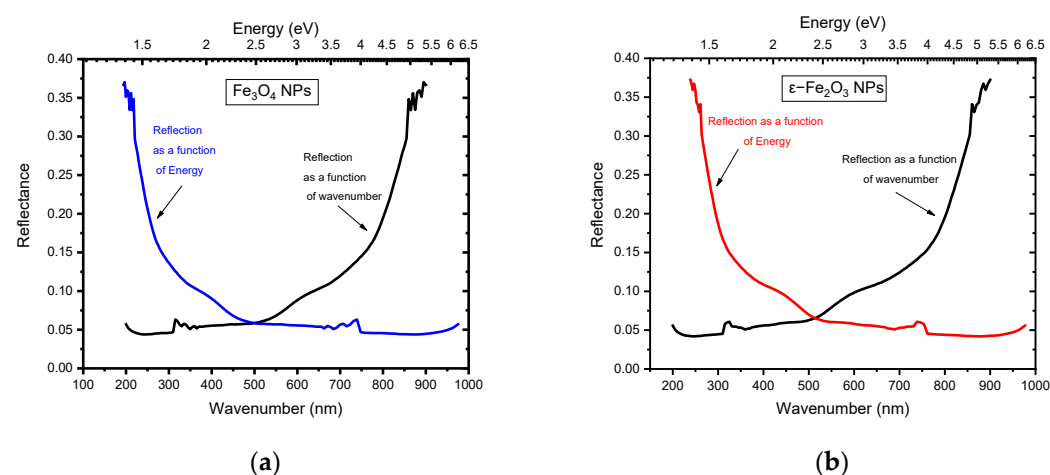 Energy (eV)
1.5 2 2.5 3 3.5 4 4.5 5 5.5 6 6.5
0.40
0.35
0.30
0.25
0.20
0.15
0.10
0.05
0.00
Reflectance
Fe₃O₄ NPs
Reflection
as a function
of Energy
Reflection
as a function
of wavenumber
100 200 300 400 500 600 700 800 900 1000
Wavenumber (nm)
(a)
Energy (eV)
1.5 2 2.5 3 3.5 4 4.5 5 5.5 6 6.5
0.40
0.35
0.30
0.25
0.20
0.15
0.10
0.05
0.00
Reflectance
ε−Fe₂O₃ NPs
Reflection as a function
of Energy
Reflection as a function
of wavenumber
200 300 400 500 600 700 800 900 1000
Wavenumber (nm)
(b)